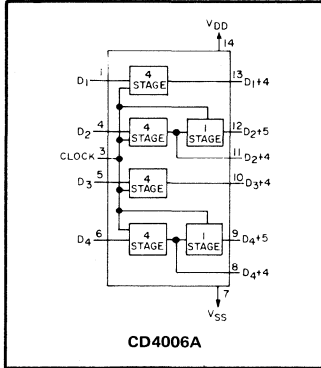 VDD
14
1
D1
4
STAGE
13
D1+4
4
D2
4
STAGE
1
STAGE
12
D2+5
11
D2+4
CLOCK
3
5
D3
4
STAGE
10
D3+4
6
D4
4
STAGE
1
STAGE
9
D4+5
8
D4+4
7
VSS
CD4006A